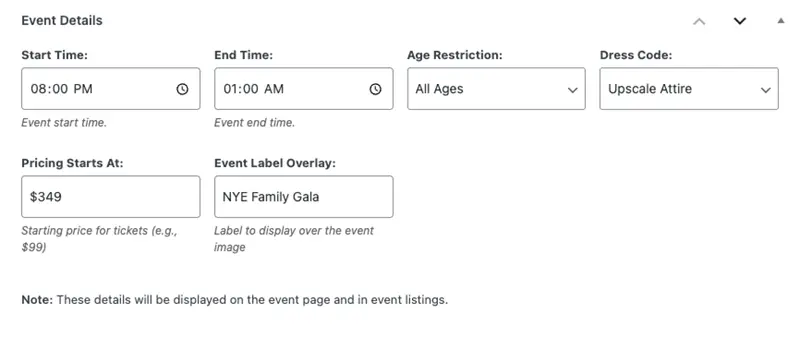 Event Details
Start Time: End Time: Age Restriction: Dress Code:
08:00 PM 01:00 AM All Ages Upscale Attire
Event start time. Event end time.
Pricing Starts At: Event Label Overlay:
$349 NYE Family Gala
Starting price for tickets (e.g., Label to display over the event
$99) image
Note: These details will be displayed on the event page and in event listings.